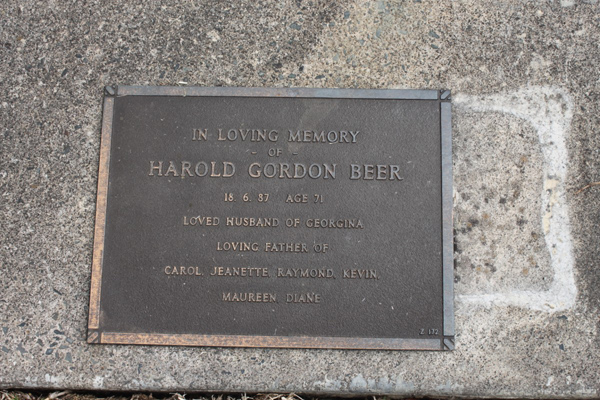 IN LOVING MEMORY
- OF -
HAROLD GORDON BEER
18. 6. 87 AGE 71
LOVED HUSBAND OF GEORGINA
LOVING FATHER OF
CAROL, JEANETTE, RAYMOND, KEVIN,
MAUREEN, DIANE
Z 177